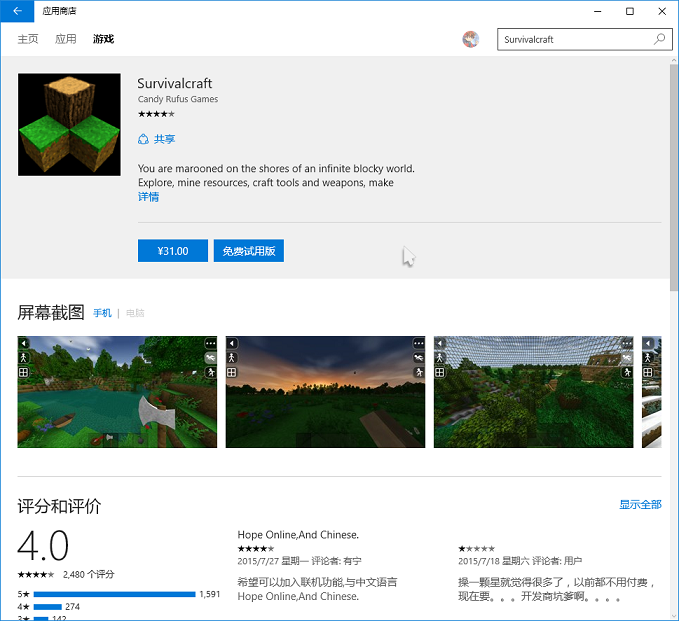 应用商店
主页 应用 游戏
Survivalcraft
Survivalcraft
Candy Rufus Games
共享
You are marooned on the shores of an infinite blocky world.
Explore, mine resources, craft tools and weapons, make
详情
¥31.00 免费试用版
屏幕截图 手机 | 电脑
评分和评价 显示全部
4.0
2,480 个评分
5★ 1,591
4★ 274
3★ 142
Hope Online,And Chinese.
2015/7/27 星期一 评论者: 有宁
希望可以加入联机功能,与中文语言
Hope Online,And Chinese.
2015/7/18 星期六 评论者: 用户
操一颗星就觉得很多了，以前都不用付费，
现在要。。。开发商坑爹啊。。。。